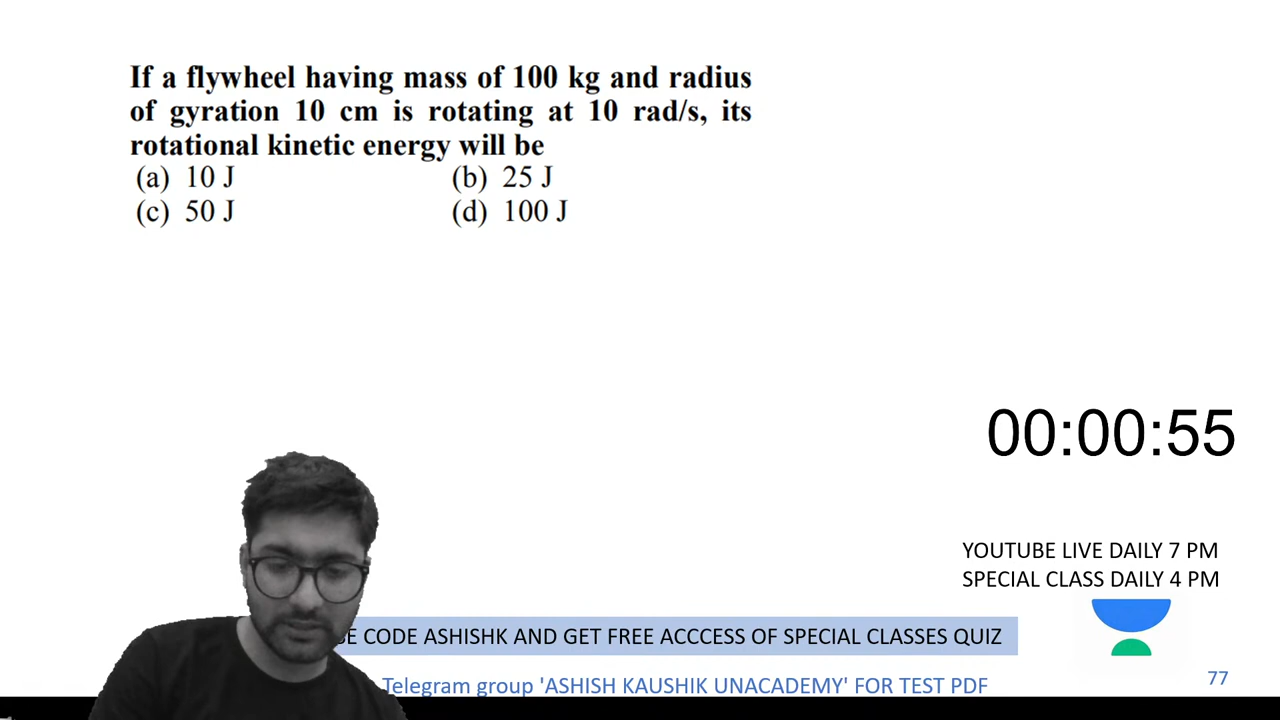 If a flywheel having mass of 100 kg and radius
of gyration 10 cm is rotating at 10 rad/s, its
rotational kinetic energy will be
(a) 10 J (b) 25 J
(c) 50 J (d) 100 J
00:00:55
YOUTUBE LIVE DAILY 7 PM
SPECIAL CLASS DAILY 4 PM
CODE ASHISHK AND GET FREE ACCCESS OF SPECIAL CLASSES QUIZ
Telegram group 'ASHISH KAUSHIK UNACADEMY' FOR TEST PDF
77